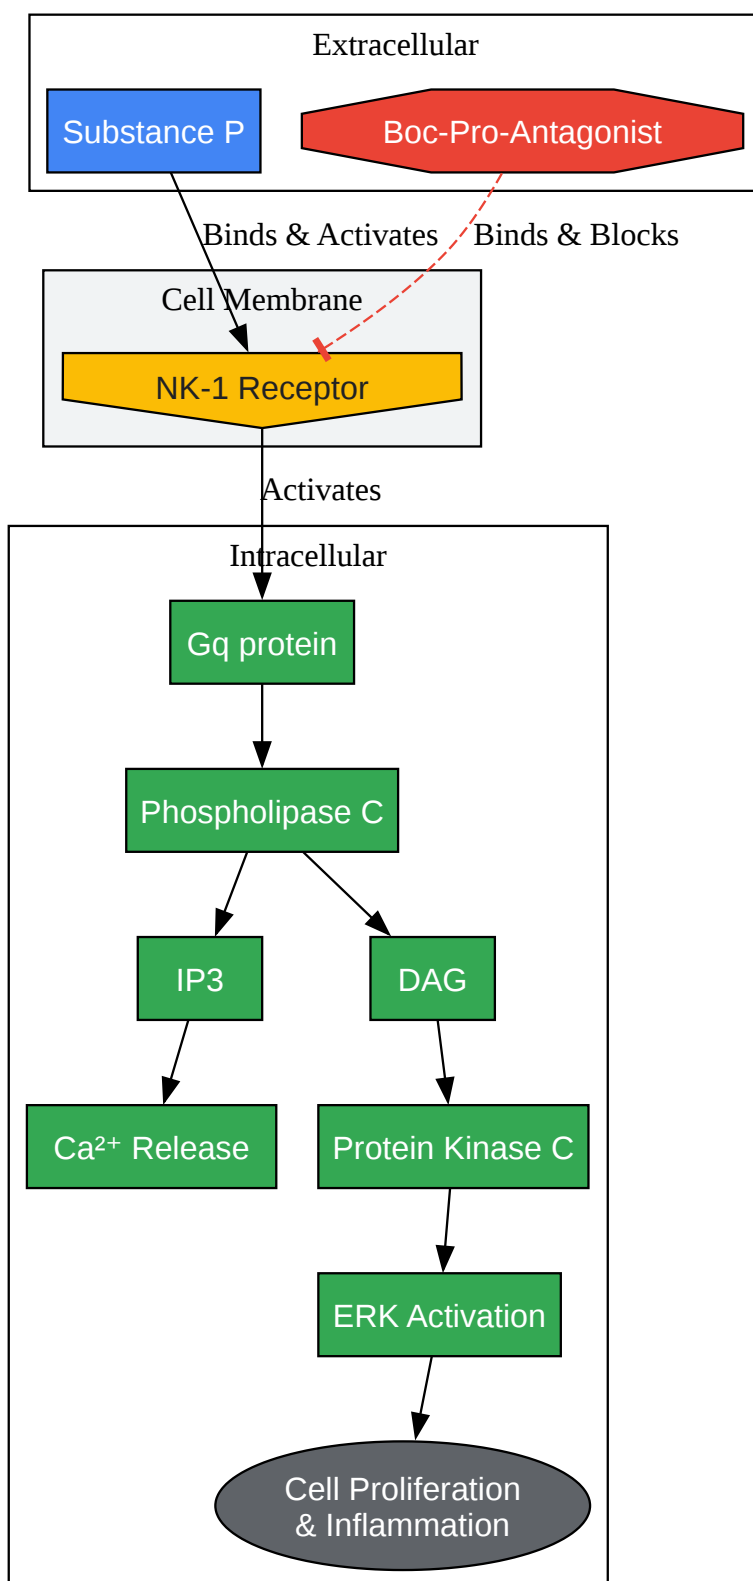 Extracellular
Substance P
Boc-Pro-Antagonist
Binds & Activates
Binds & Blocks
Cell Membrane
NK-1 Receptor
Activates
Intracellular
Gq protein
Phospholipase C
IP3
DAG
Ca²⁺ Release
Protein Kinase C
ERK Activation
Cell Proliferation
& Inflammation